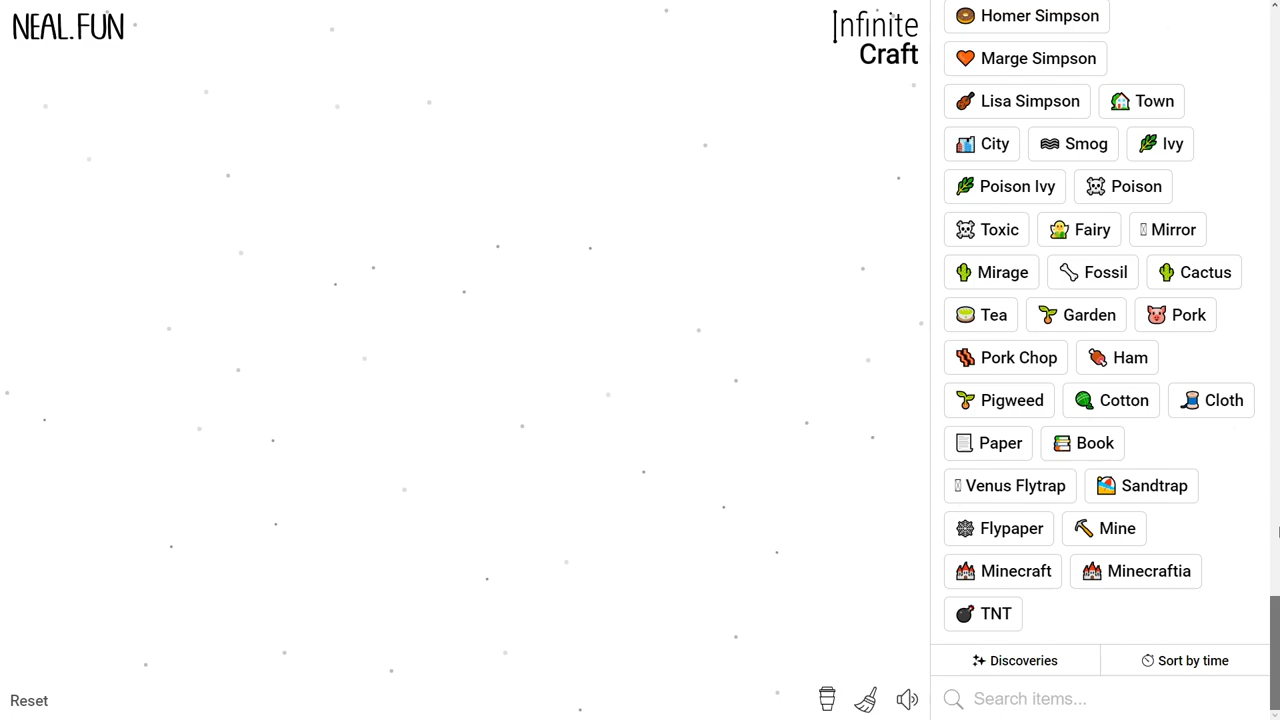 NEAL.FUN
Infinite
Craft
Homer Simpson
Marge Simpson
Lisa Simpson Town
City Smog Ivy
Poison Ivy Poison
Toxic Fairy Mirror
Mirage Fossil Cactus
Tea Garden Pork
Pork Chop Ham
Pigweed Cotton Cloth
Paper Book
Venus Flytrap Sandtrap
Flypaper Mine
Minecraft Minecraftia
TNT
Discoveries Sort by time
Search items...
Reset